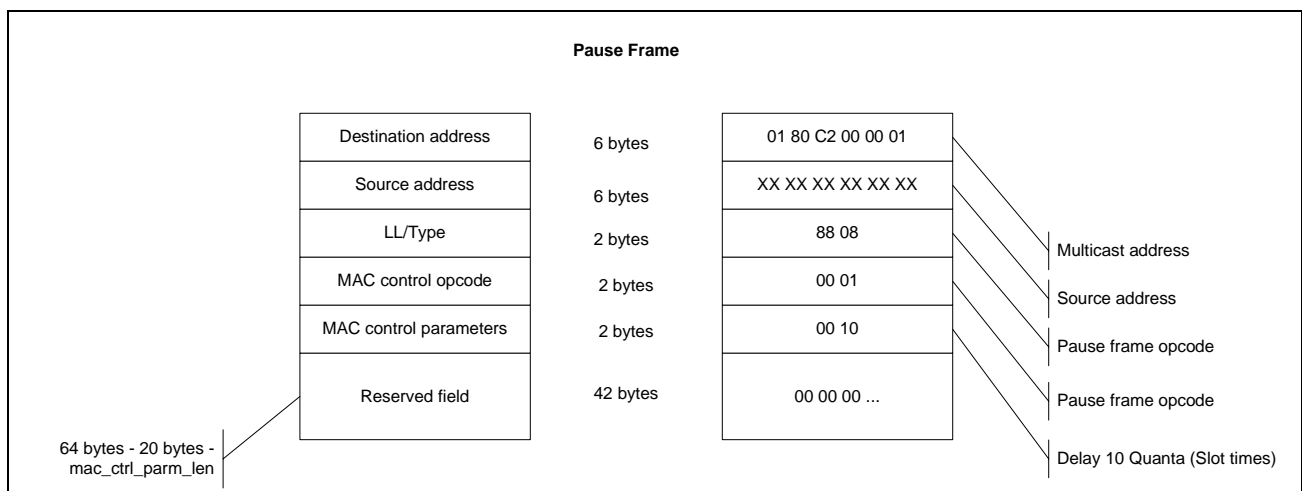 Pause Frame
Destination address
6 bytes
01 80 C2 00 00 01
Source address
6 bytes
XX XX XX XX XX XX
LL/Type
2 bytes
88 08
MAC control opcode
2 bytes
00 01
MAC control parameters
2 bytes
00 10
Reserved field
42 bytes
00 00 00 ...
Multicast address
Source address
Pause frame opcode
Pause frame opcode
Delay 10 Quanta (Slot times)
64 bytes - 20 bytes -
mac_ctrl_parm_len